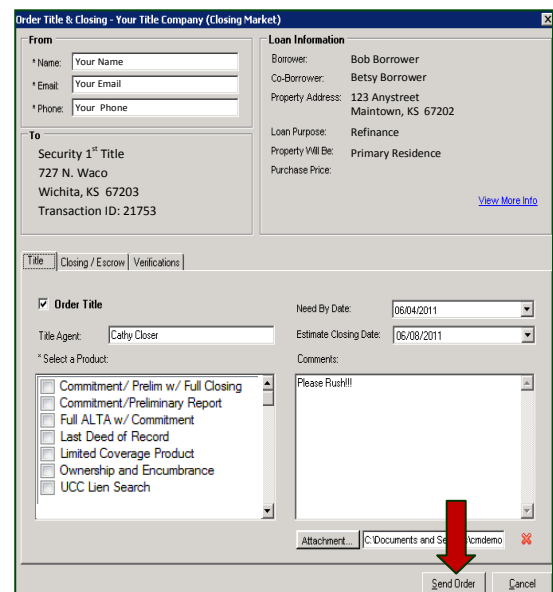 Order Title & Closing - Your Title Company (Closing Market)
From
* Name: Your Name
* Email: Your Email
* Phone: Your Phone
To
Security 1st Title
727 N. Waco
Wichita, KS 67203
Transaction ID: 21753
Loan Information
Borrower: Bob Borrower
Co-Borrower: Betsy Borrower
Property Address: 123 Anystreet
Maintown, KS 67202
Loan Purpose: Refinance
Property Will Be: Primary Residence
Purchase Price:
View More Info
Title Closing / Escrow Verifications
Order Title
Title Agent: Cathy Closer
* Select a Product:
Commitment/ Prelim w/ Full Closing
Commitment/Preliminary Report
Full ALTA w/ Commitment
Last Deed of Record
Limited Coverage Product
Ownership and Encumbrance
UCC Lien Search
Need By Date: 06/04/2011
Estimate Closing Date: 06/08/2011
Comments:
Please Rush!!!
Attachment... C:\Documents and Se \cmdemo
Send Order Cancel